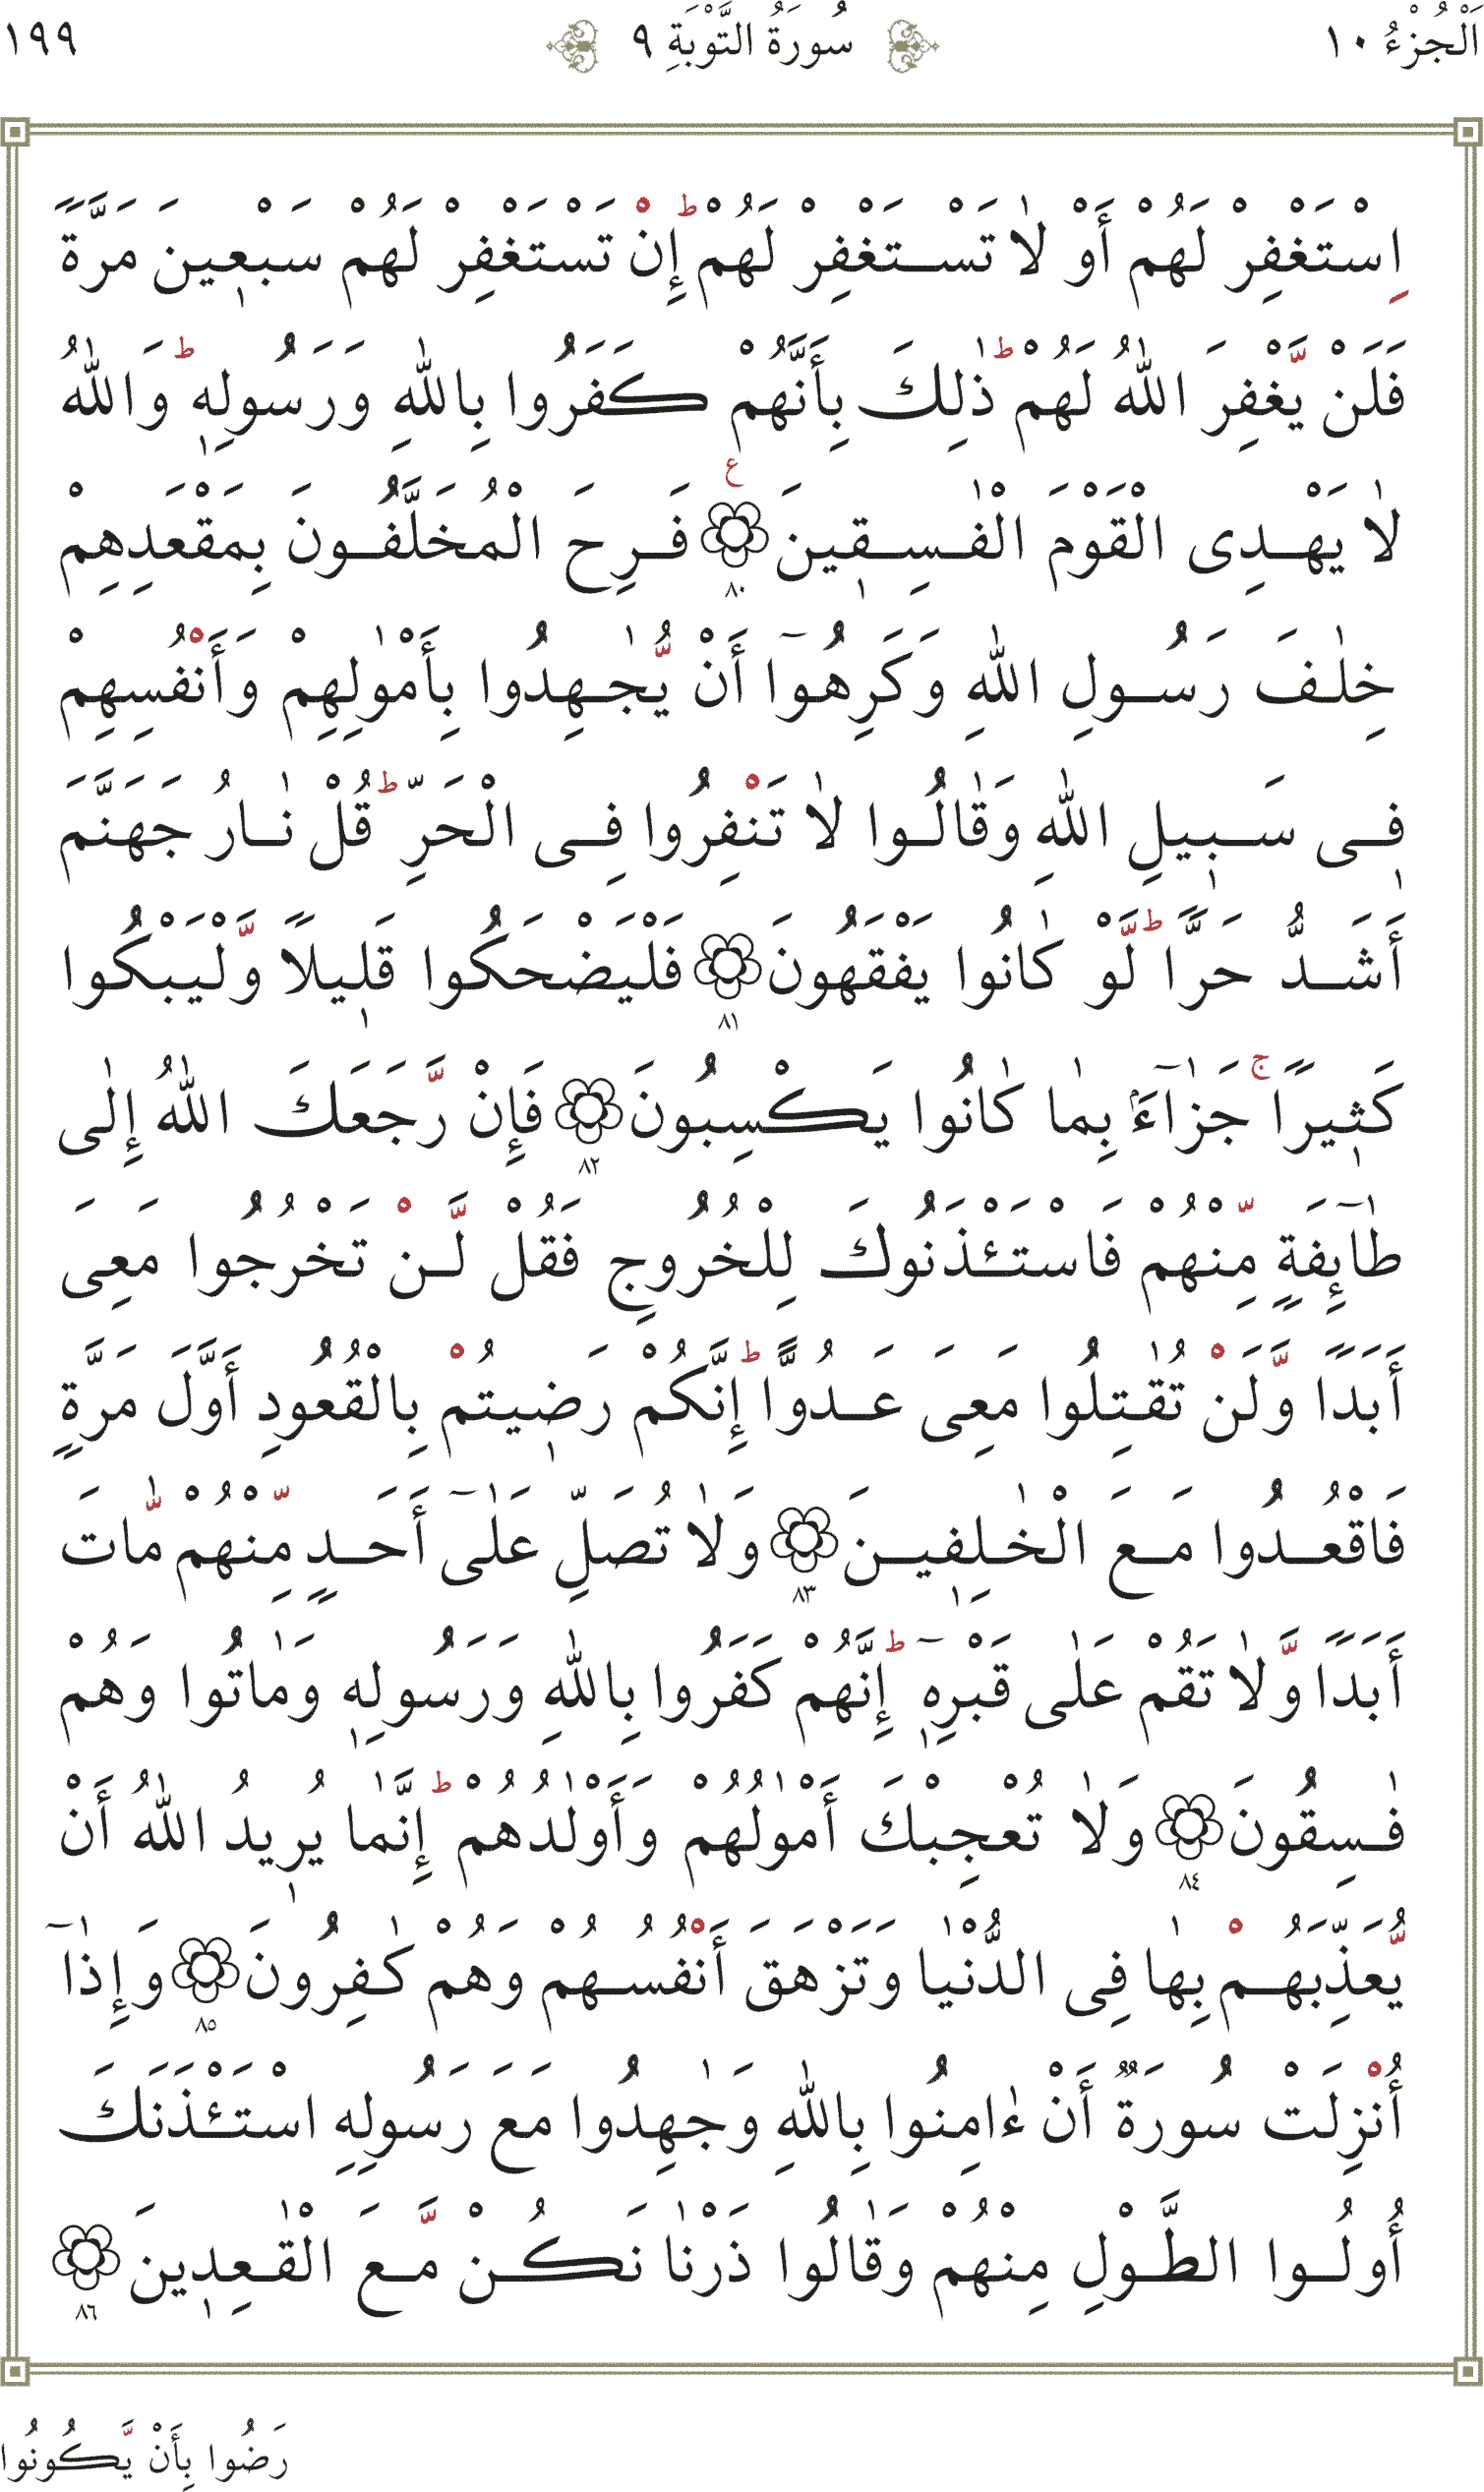 اَلْجُزْءُ ١٠ سُورَةُ التَّوْبَةِ ٩ ١٩٩
اِسْتَغْفِرْ لَهُمْ أَوْ لَا تَسْتَغْفِرْ لَهُمْ ۗ إِنْ تَسْتَغْفِرْ لَهُمْ سَبْعِينَ مَرَّةً
فَلَنْ يَّغْفِرَ اللّٰهُ لَهُمْ ۗ ذٰلِكَ بِأَنَّهُمْ كَفَرُوا بِاللّٰهِ وَرَسُولِهٖ ۗ وَاللّٰهُ
لَا يَهْدِى الْقَوْمَ الْفٰسِقِينَ ٨٠ ع فَرِحَ الْمُخَلَّفُونَ بِمَقْعَدِهِمْ
خِلٰفَ رَسُولِ اللّٰهِ وَكَرِهُوٓا أَنْ يُّجٰهِدُوا بِأَمْوٰلِهِمْ وَأَنْفُسِهِمْ
فِى سَبِيلِ اللّٰهِ وَقَالُوا لَا تَنْفِرُوا فِى الْحَرِّ ۗ قُلْ نَارُ جَهَنَّمَ
أَشَدُّ حَرًّا ۗ لَّوْ كَانُوا يَفْقَهُونَ ٨١ فَلْيَضْحَكُوا قَلِيلًا وَّلْيَبْكُوا
كَثِيرًا ۚ جَزَآءً بِمَا كَانُوا يَكْسِبُونَ ٨٢ فَإِنْ رَّجَعَكَ اللّٰهُ إِلٰى
طَآئِفَةٍ مِّنْهُمْ فَاسْتَـْٔذَنُوكَ لِلْخُرُوجِ فَقُلْ لَّنْ تَخْرُجُوا مَعِىَ
أَبَدًا وَّلَنْ تُقٰتِلُوا مَعِىَ عَدُوًّا ۗ إِنَّكُمْ رَضِيتُمْ بِالْقُعُودِ أَوَّلَ مَرَّةٍ
فَاقْعُدُوا مَعَ الْخٰلِفِينَ ٨٣ وَلَا تُصَلِّ عَلٰٓى أَحَدٍ مِّنْهُمْ مَّاتَ
أَبَدًا وَّلَا تَقُمْ عَلٰى قَبْرِهٖٓ ۗ إِنَّهُمْ كَفَرُوا بِاللّٰهِ وَرَسُولِهٖ وَمَاتُوا وَهُمْ
فٰسِقُونَ ٨٤ وَلَا تُعْجِبْكَ أَمْوٰلُهُمْ وَأَوْلٰدُهُمْ ۗ إِنَّمَا يُرِيدُ اللّٰهُ أَنْ
يُّعَذِّبَهُمْ بِهَا فِى الدُّنْيَا وَتَزْهَقَ أَنْفُسُهُمْ وَهُمْ كٰفِرُونَ ٨٥ وَإِذَآ
أُنْزِلَتْ سُورَةٌ أَنْ ءَامِنُوا بِاللّٰهِ وَجٰهِدُوا مَعَ رَسُولِهِ اسْتَـْٔذَنَكَ
أُولُوا الطَّوْلِ مِنْهُمْ وَقَالُوا ذَرْنَا نَكُنْ مَّعَ الْقٰعِدِينَ ٨٦
رَضُوا بِأَنْ يَّكُونُوا